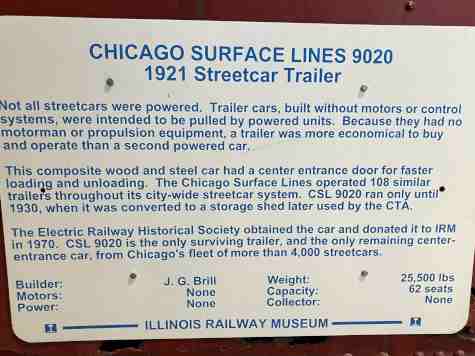 CHICAGO SURFACE LINES 9020
1921 Streetcar Trailer
Not all streetcars were powered. Trailer cars, built without motors or control
systems, were intended to be pulled by powered units. Because they had no
motorman or propulsion equipment, a trailer was more economical to buy
and operate than a second powered car.
This composite wood and steel car had a center entrance door for faster
loading and unloading. The Chicago Surface Lines operated 108 similar
trailers throughout its city-wide streetcar system. CSL 9020 ran only until
1930, when it was converted to a storage shed later used by the CTA.
The Electric Railway Historical Society obtained the car and donated it to IRM
in 1970. CSL 9020 is the only surviving trailer, and the only remaining center-
entrance car, from Chicago's fleet of more than 4,000 streetcars.
Builder: J. G. Brill Weight: 25,500 lbs
Motors: None Capacity: 62 seats
Power: None Collector: None
ILLINOIS RAILWAY MUSEUM